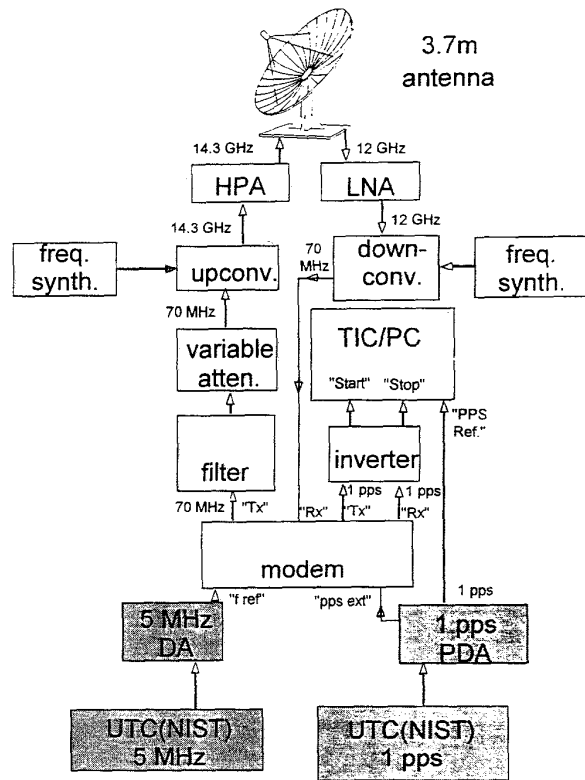 3.7m
antenna
14.3 GHz
12 GHz
HPA
LNA
14.3 GHz
12 GHz
freq.
synth.
upconv.
70
MHz
down-
conv.
freq.
synth.
70 MHz
variable
atten.
TIC/PC
"Start" "Stop"
"PPS
Ref."
filter
inverter
70 MHz "Tx"
"Rx"
1 pps
"Tx"
1 pps
"Rx"
modem
"f ref"
"pps ext"
1 pps
5 MHz
DA
1 pps
PDA
UTC(NIST)
5 MHz
UTC(NIST)
1 pps